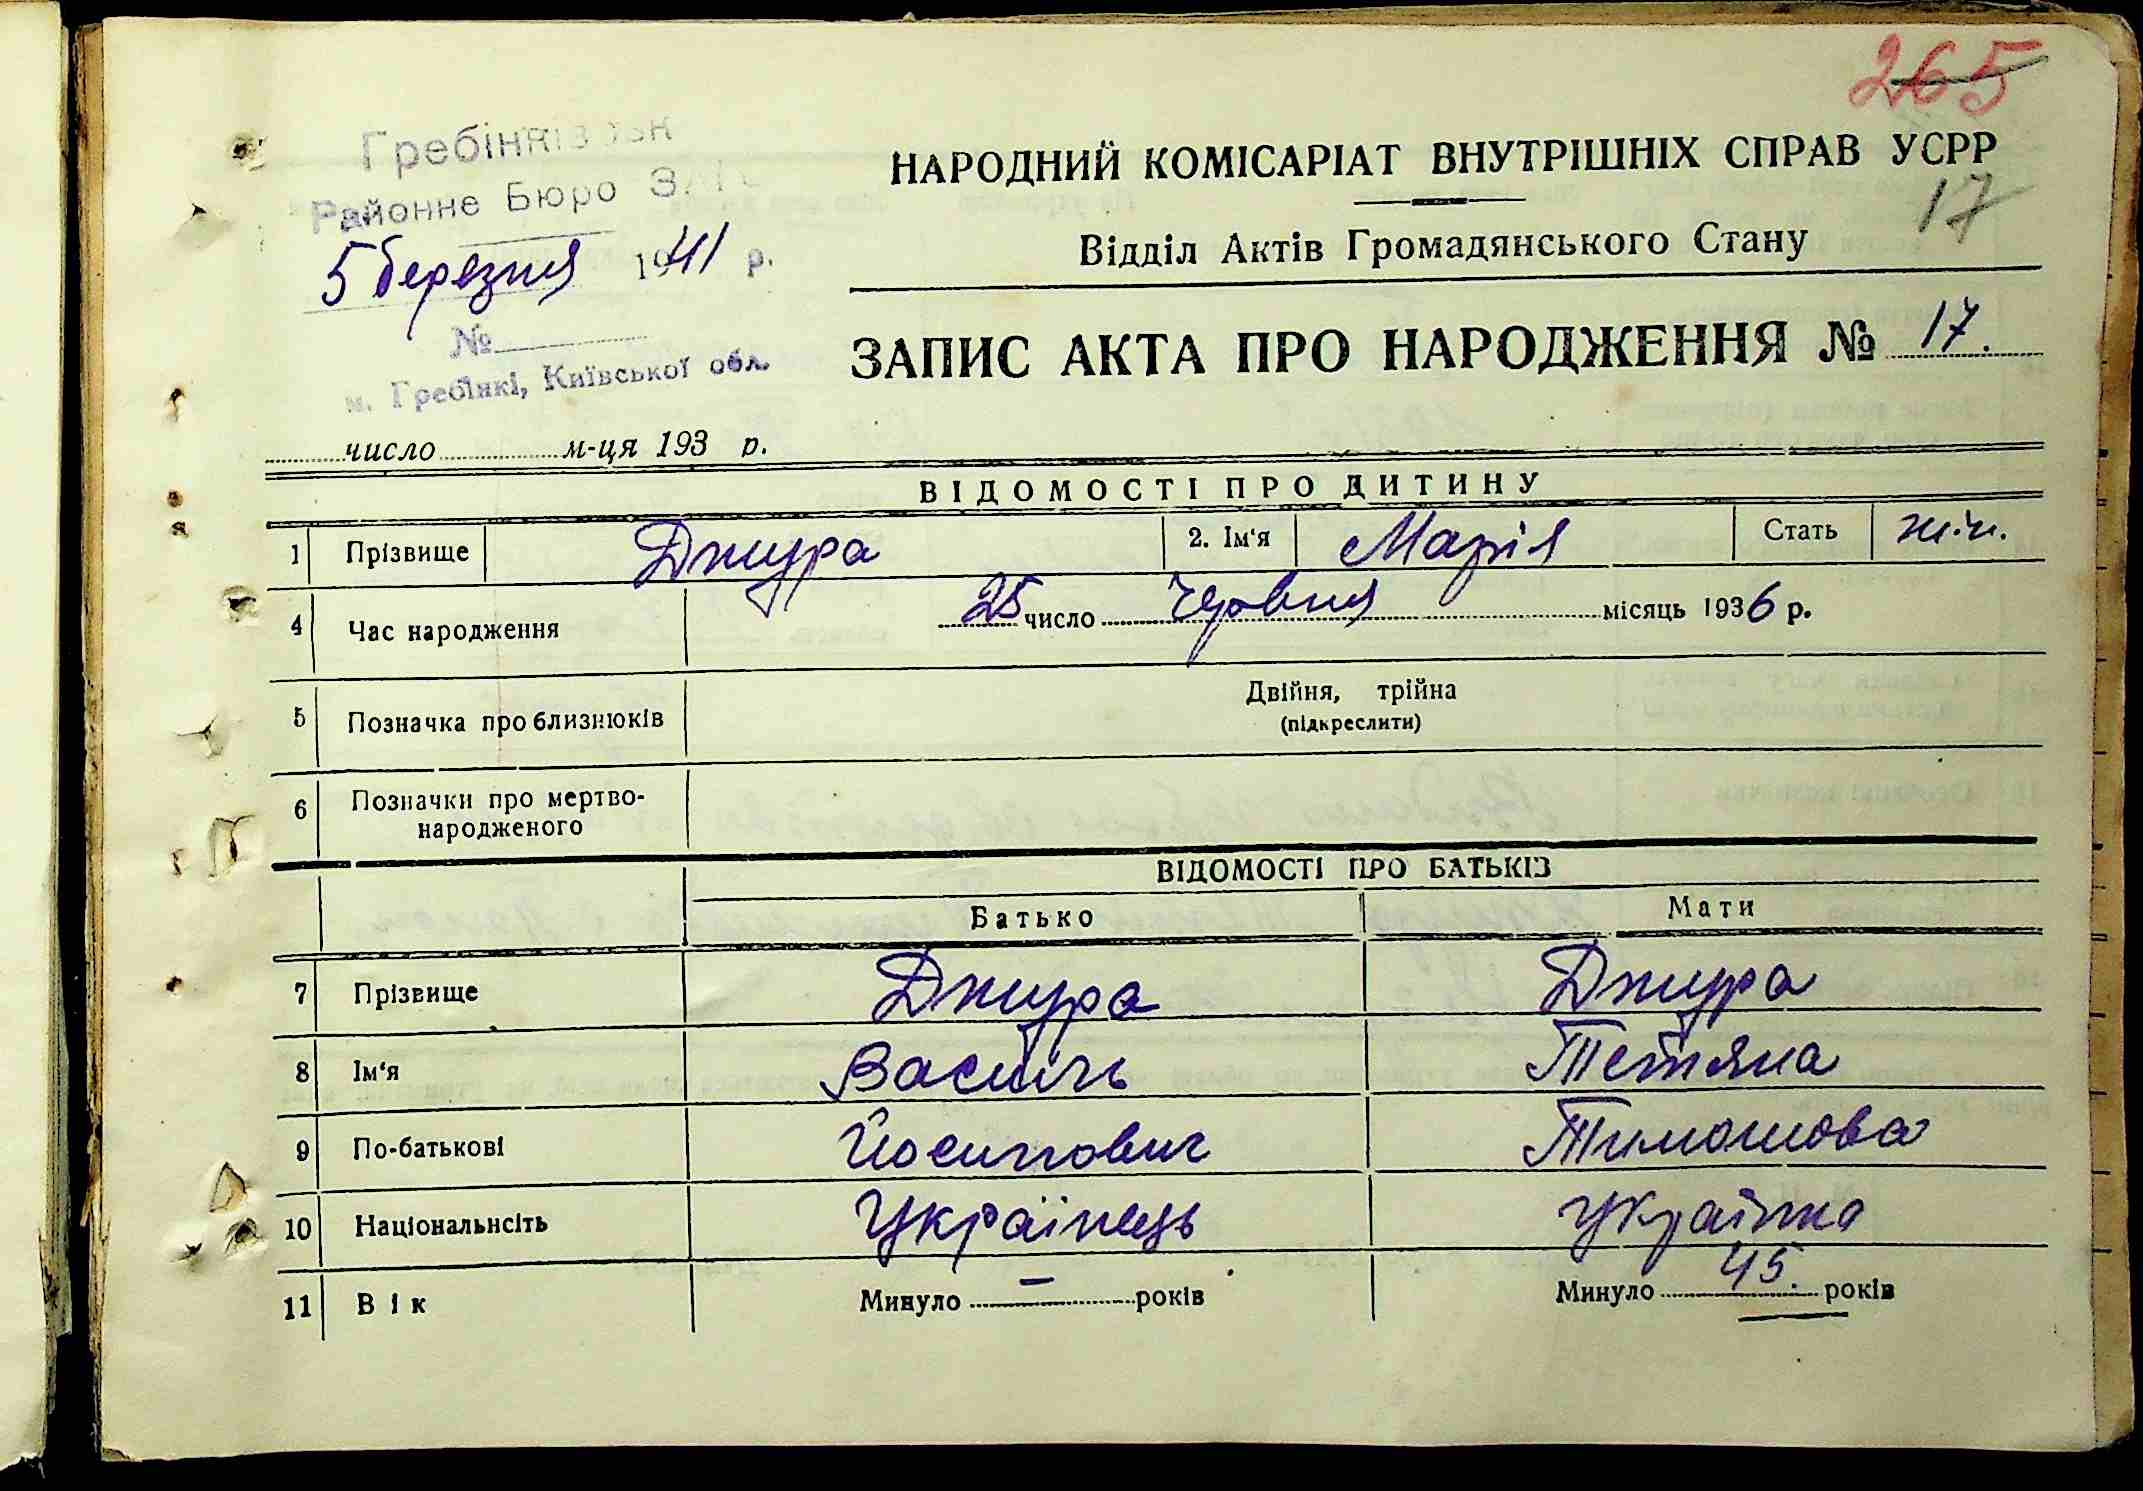 265
Гребінківськ
Районне Бюро ЗАГС
5 березня 1941 р.
№
м. Гребінкі, Київської обл.
НАРОДНИЙ КОМІСАРІАТ ВНУТРІШНІХ СПРАВ УСРР
17
Відділ Актів Громадянського Стану
ЗАПИС АКТА ПРО НАРОДЖЕННЯ № 17.
число м-ця 193 р.
ВІДОМОСТІ ПРО ДИТИНУ
1 Прізвище Джура 2. Ім'я Марія Стать жін.
4 Час народження 25 число червня місяць 1936 р.
5 Позначка про близнюків Двійня, трійна
(підкреслити)
6 Позначки про мертво-
народженого
ВІДОМОСТІ ПРО БАТЬКІВ
Батько Мати
7 Прізвище Джура Джура
8 Ім'я Василь Тетяна
9 По-батькові Йосипович Тимошова
10 Національнсіть Українець Українка
11 Вік Минуло — років Минуло 45. років